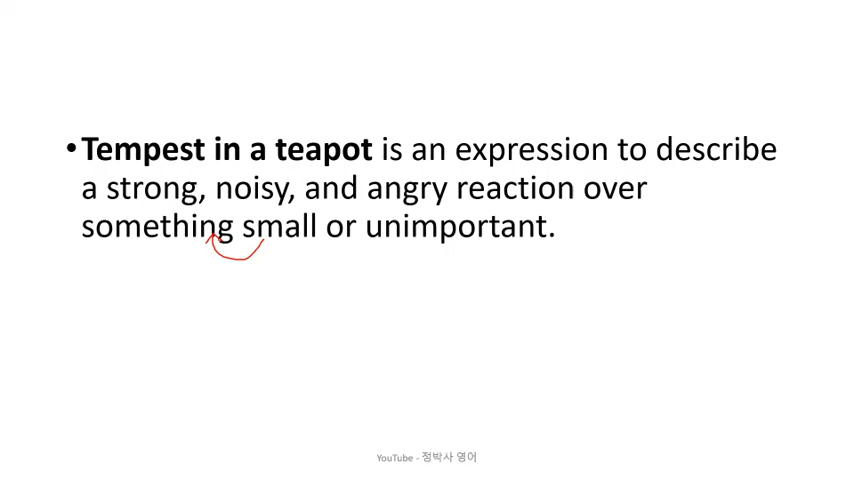 •Tempest in a teapot is an expression to describe
a strong, noisy, and angry reaction over
something small or unimportant.
YouTube - 정박사 영어